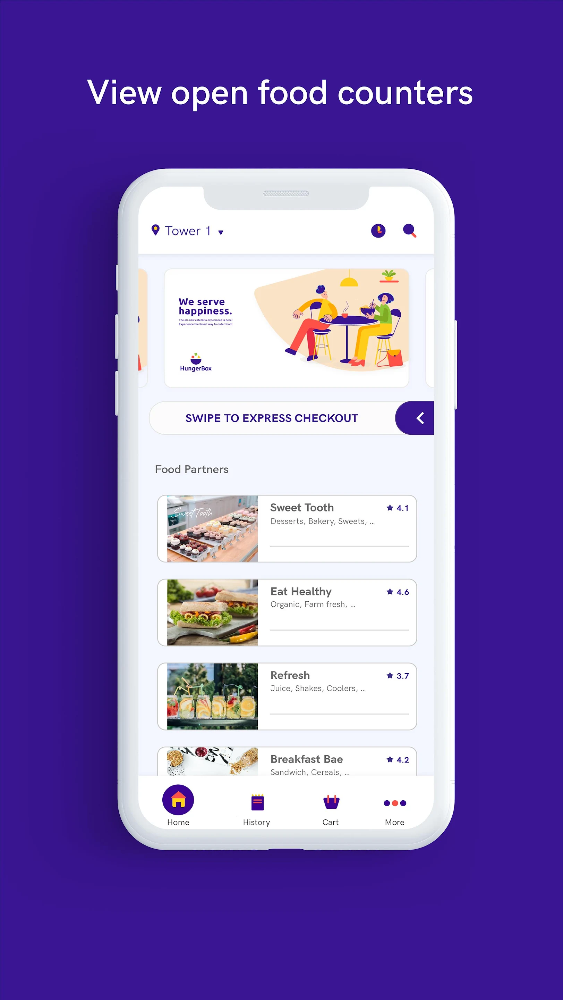 View open food counters
Tower 1
We serve
happiness.
The all-new cafeteria experience is here!
Experience the Smart way to order food!
HungerBox
SWIPE TO EXPRESS CHECKOUT
Food Partners
Sweet Tooth
Sweet Tooth
4.1
Desserts, Bakery, Sweets, ...
Eat Healthy
4.6
Organic, Farm fresh, ...
Refresh
3.7
Juice, Shakes, Coolers, ...
Breakfast Bae
4.2
Sandwich, Cereals, ...
Home
History
Cart
More